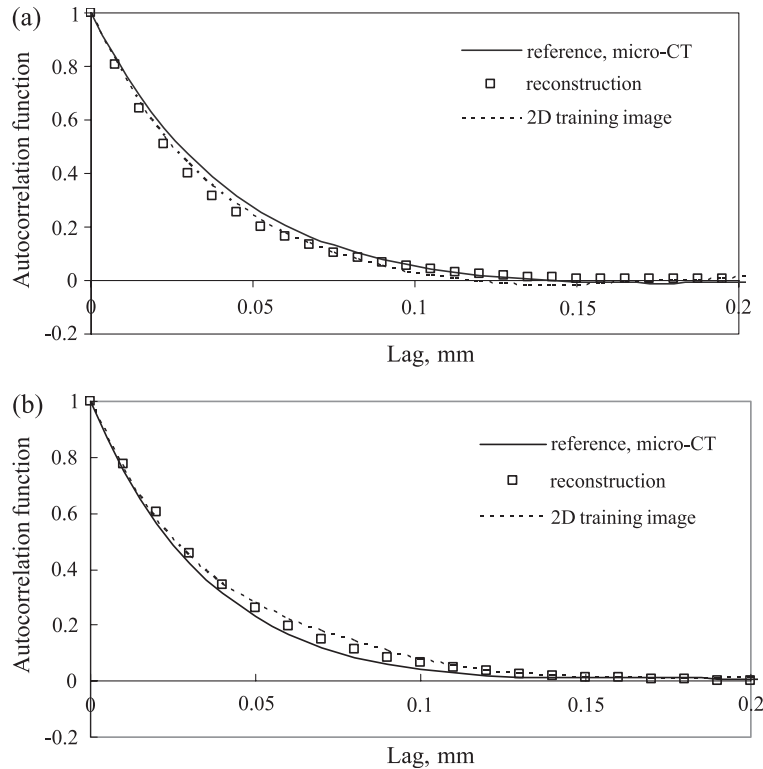 (a)
1
0.8
0.6
0.4
0.2
0
-0.2
Autocorrelation function
reference, micro-CT
reconstruction
2D training image
0 0.05 0.1 0.15 0.2
Lag, mm
(b)
1
0.8
0.6
0.4
0.2
0
-0.2
Autocorrelation function
reference, micro-CT
reconstruction
2D training image
0 0.05 0.1 0.15 0.2
Lag, mm